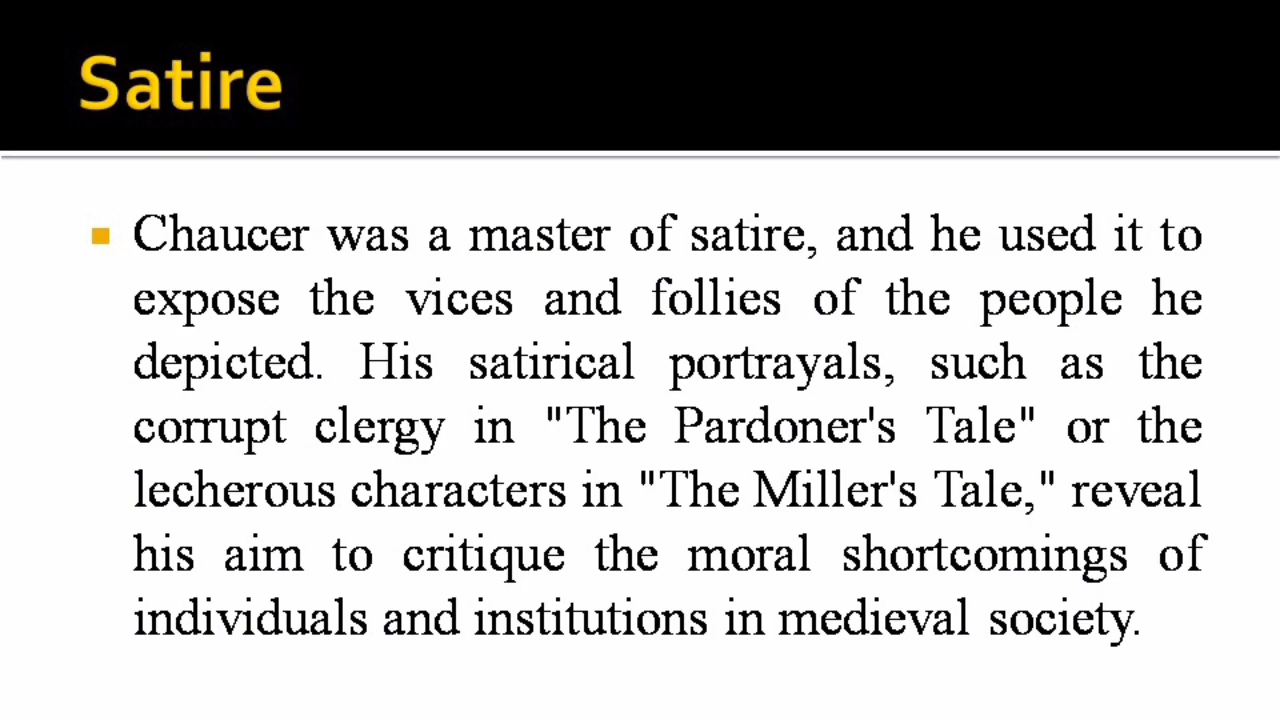 Satire
Chaucer was a master of satire, and he used it to
expose the vices and follies of the people he
depicted. His satirical portrayals, such as the
corrupt clergy in "The Pardoner's Tale" or the
lecherous characters in "The Miller's Tale," reveal
his aim to critique the moral shortcomings of
individuals and institutions in medieval society.